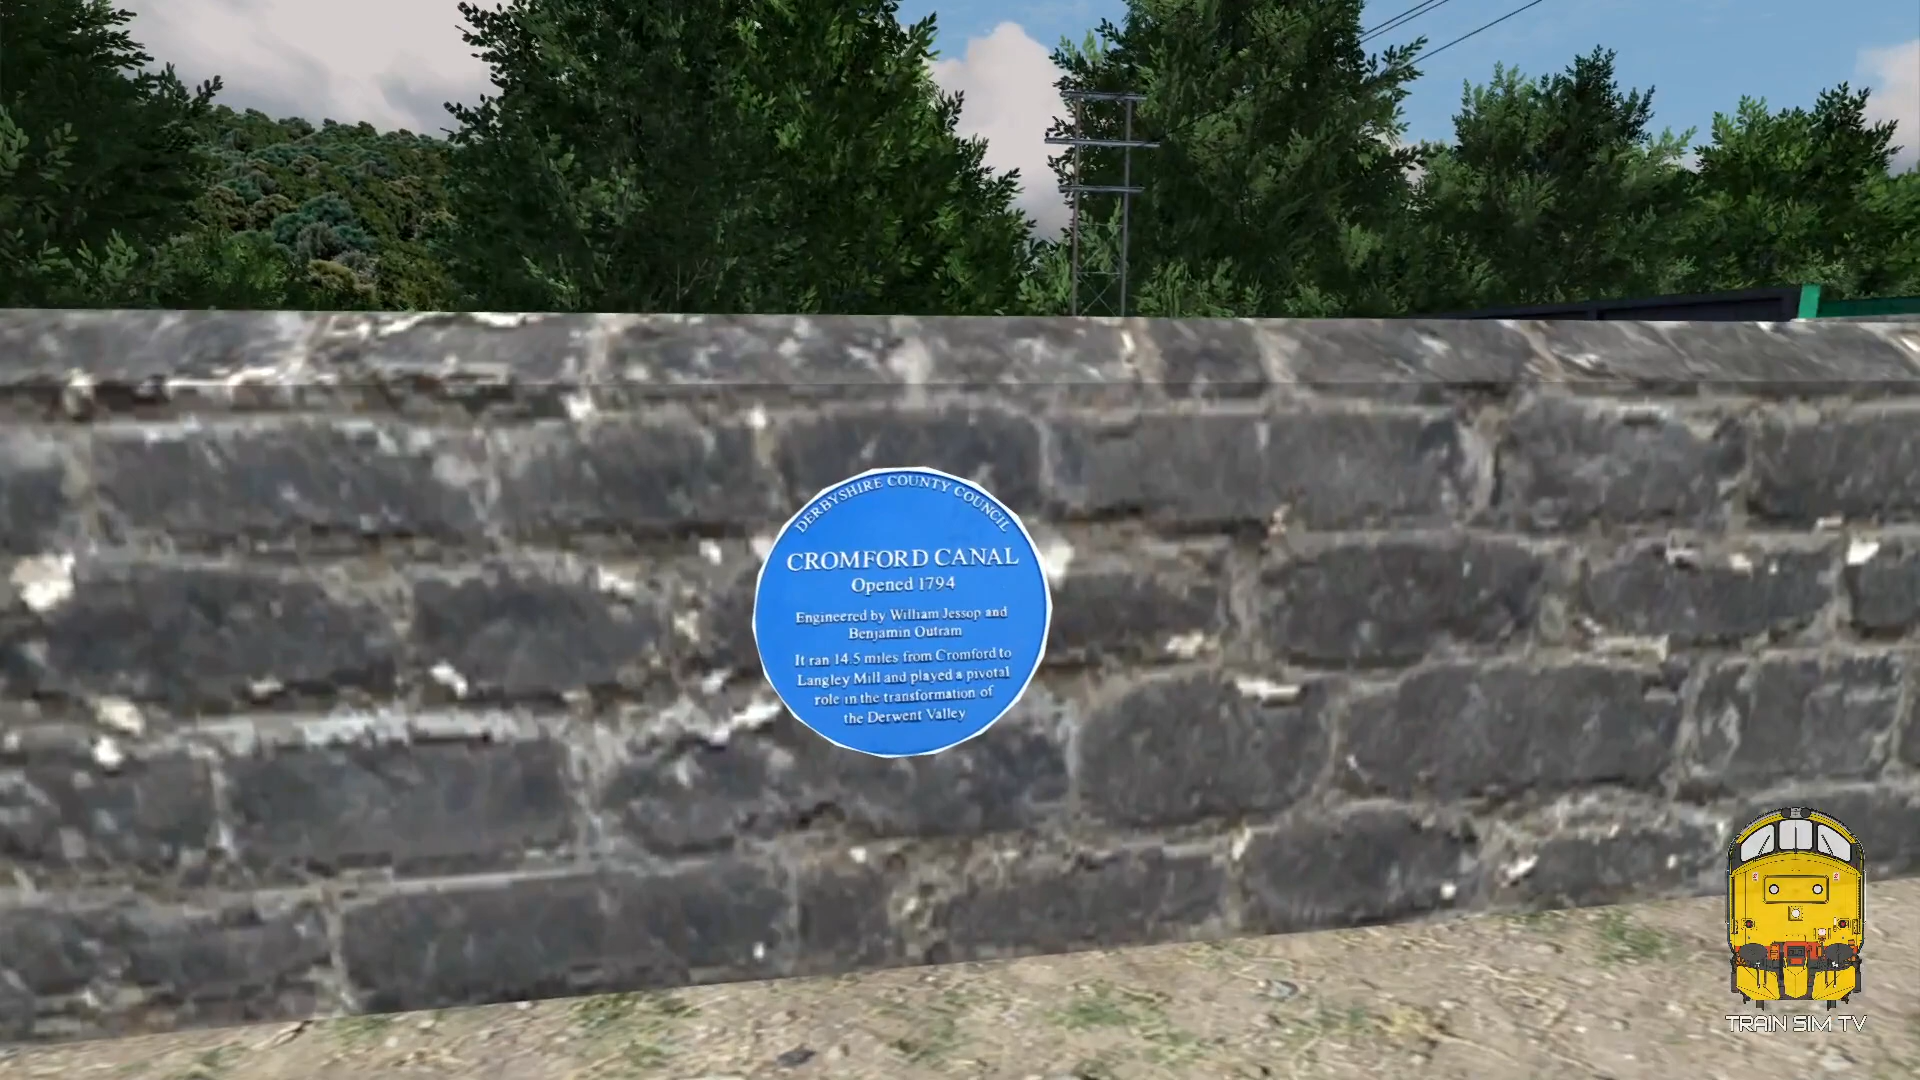 DERBYSHIRE COUNTY COUNCIL
CROMFORD CANAL
Opened 1794
Engineered by William Jessop and
Benjamin Outram
It ran 14.5 miles from Cromford to
Langley Mill and played a pivotal
role in the transformation of
the Derwent Valley
TRAIN SIM TV